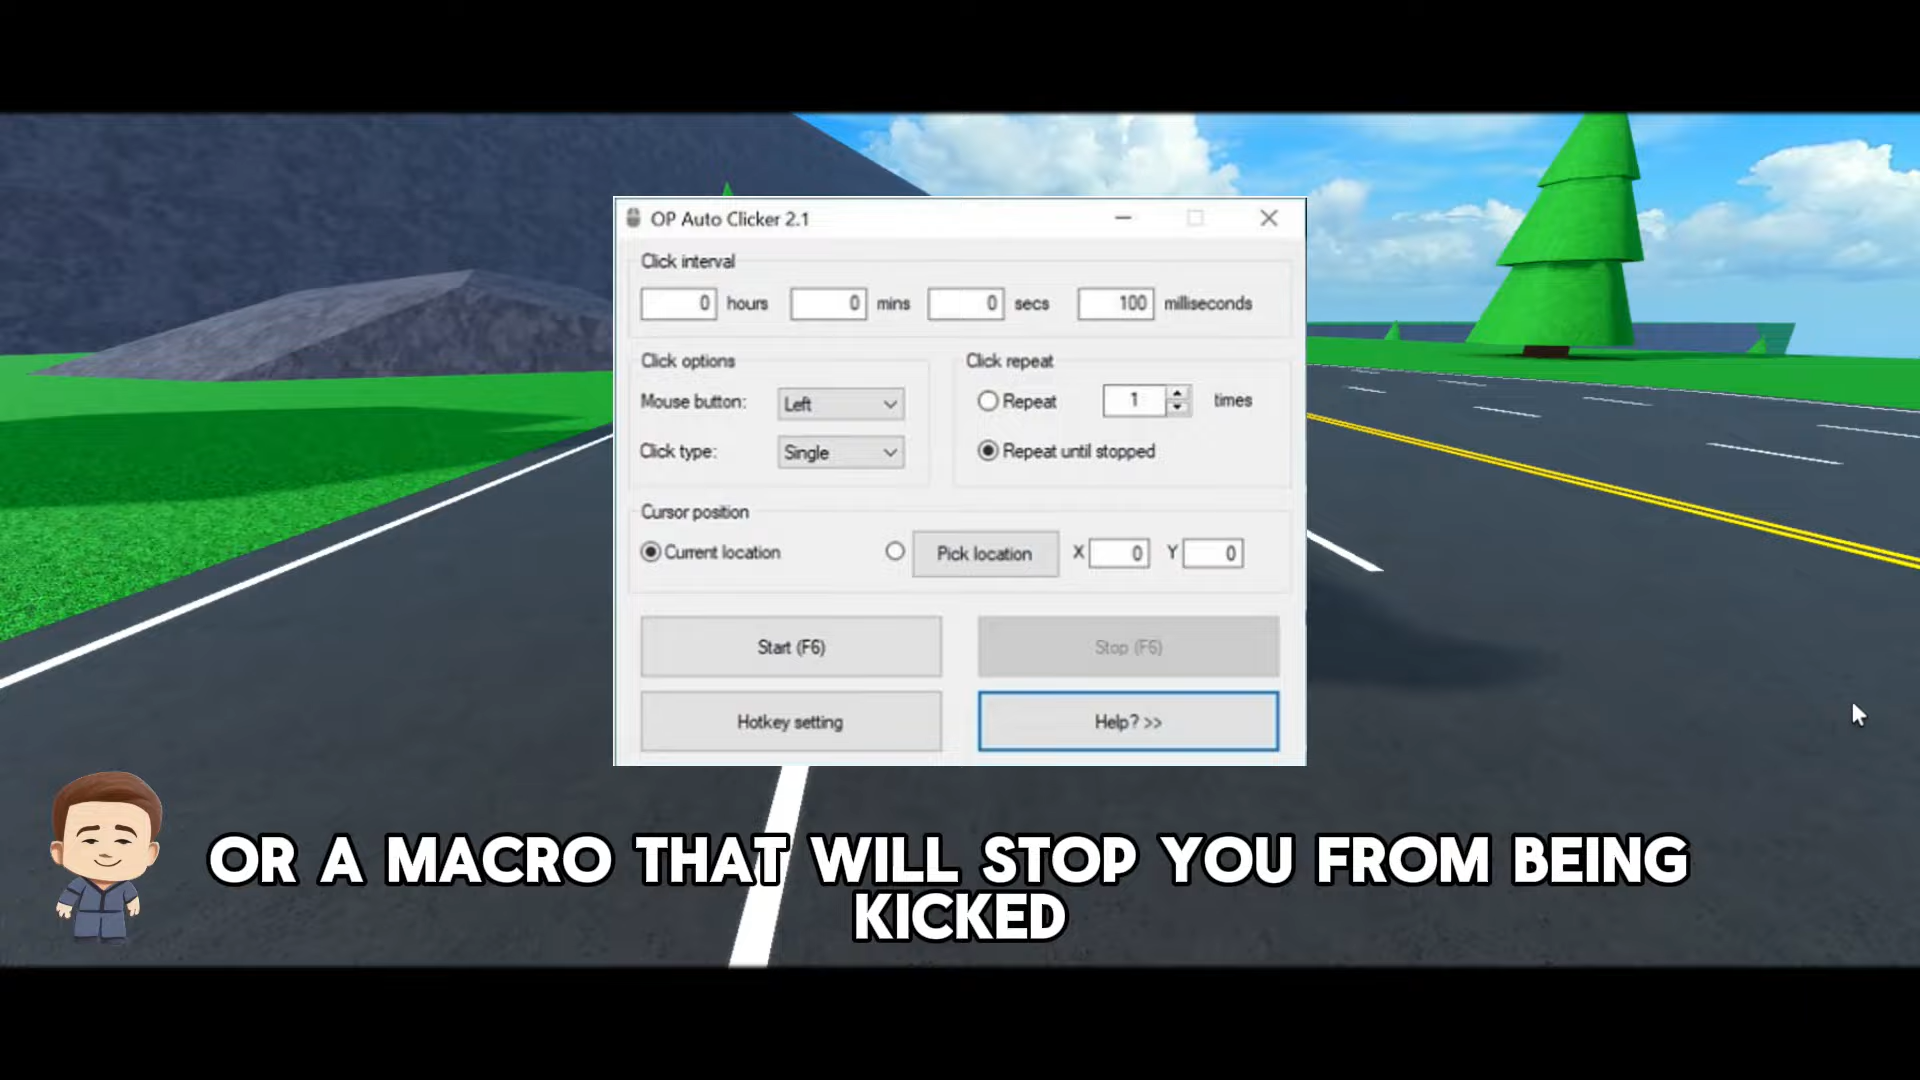 OP Auto Clicker 2.1
Click interval
0 hours 0 mins 0 secs 100 milliseconds
Click options
Click repeat
Mouse button: Left
Repeat 1 times
Click type: Single
Repeat until stopped
Cursor position
Current location Pick location X 0 Y 0
Start (F6) Stop (F6)
Hotkey setting Help? >>
OR A MACRO THAT WILL STOP YOU FROM BEING
KICKED